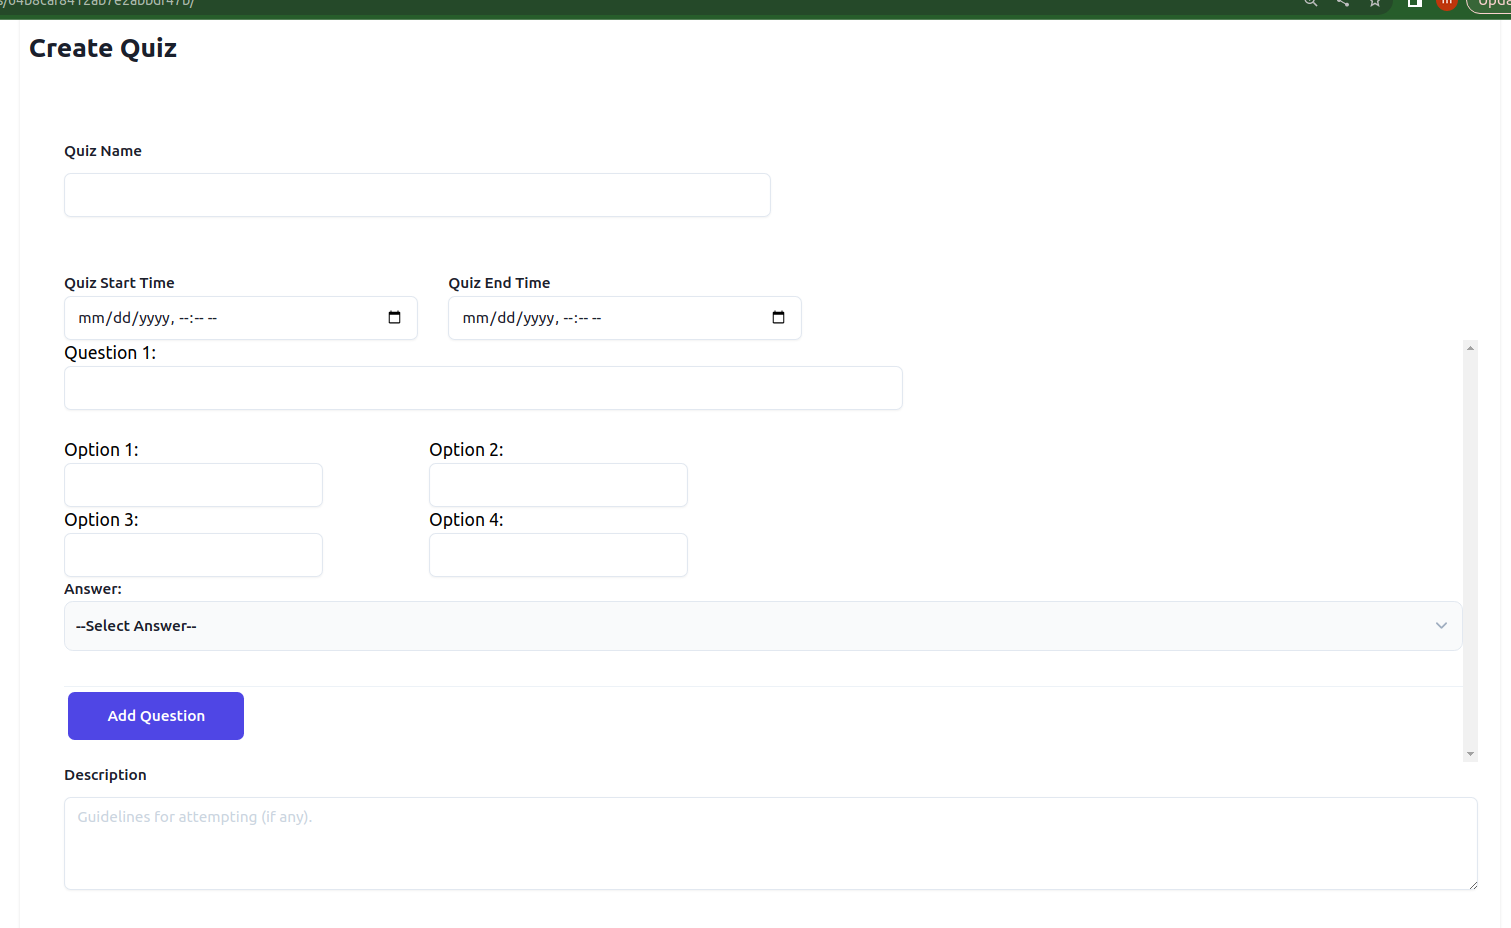 Create Quiz
Quiz Name
Quiz Start Time Quiz End Time
mm/dd/yyyy, --:-- -- mm/dd/yyyy, --:-- --
Question 1:
Option 1: Option 2:
Option 3: Option 4:
Answer:
--Select Answer--
Add Question
Description
Guidelines for attempting (if any).